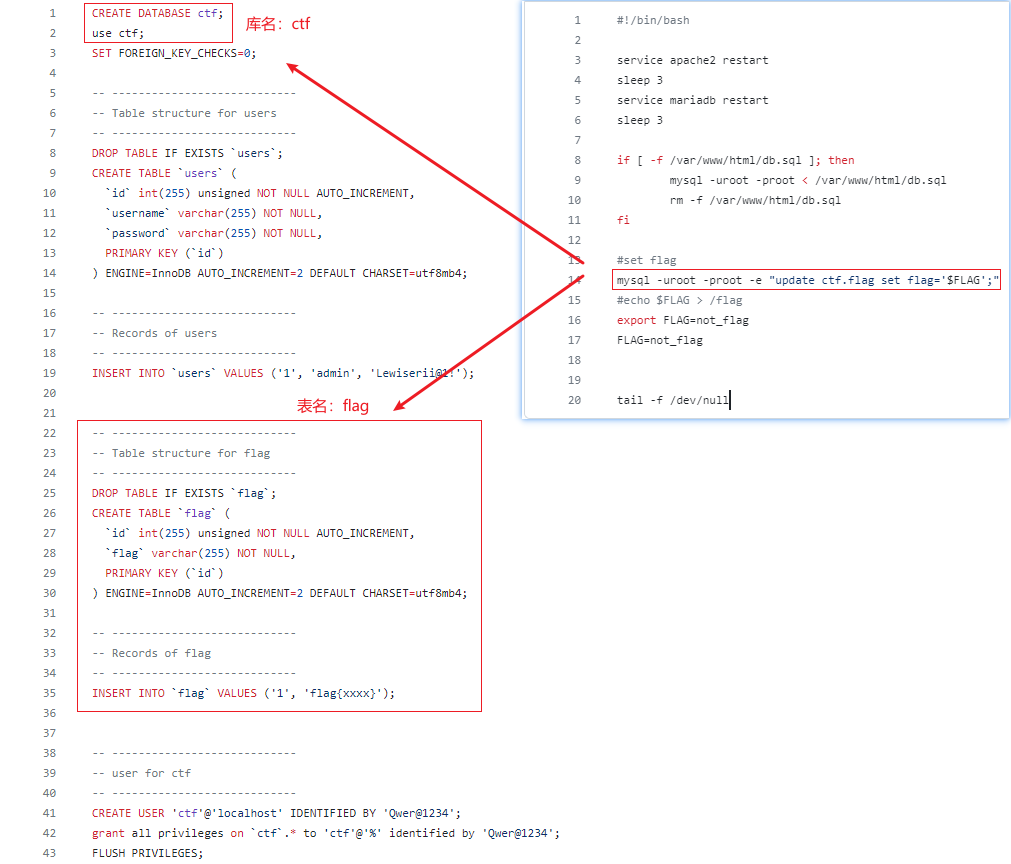 1 CREATE DATABASE ctf;
2 use ctf;
3 SET FOREIGN_KEY_CHECKS=0;
4
5 -- ----------------------------
6 -- Table structure for users
7 -- ----------------------------
8 DROP TABLE IF EXISTS `users`;
9 CREATE TABLE `users` (
10 `id` int(255) unsigned NOT NULL AUTO_INCREMENT,
11 `username` varchar(255) NOT NULL,
12 `password` varchar(255) NOT NULL,
13 PRIMARY KEY (`id`)
14 ) ENGINE=InnoDB AUTO_INCREMENT=2 DEFAULT CHARSET=utf8mb4;
15
16 -- ----------------------------
17 -- Records of users
18 -- ----------------------------
19 INSERT INTO `users` VALUES ('1', 'admin', 'Lewiserii@1!');
20
21
22 -- ----------------------------
23 -- Table structure for flag
24 -- ----------------------------
25 DROP TABLE IF EXISTS `flag`;
26 CREATE TABLE `flag` (
27 `id` int(255) unsigned NOT NULL AUTO_INCREMENT,
28 `flag` varchar(255) NOT NULL,
29 PRIMARY KEY (`id`)
30 ) ENGINE=InnoDB AUTO_INCREMENT=2 DEFAULT CHARSET=utf8mb4;
31
32 -- ----------------------------
33 -- Records of flag
34 -- ----------------------------
35 INSERT INTO `flag` VALUES ('1', 'flag{xxxx}');
36
37
38 -- ----------------------------
39 -- user for ctf
40 -- ----------------------------
41 CREATE USER 'ctf'@'localhost' IDENTIFIED BY 'Qwer@1234';
42 grant all privileges on `ctf`.* to 'ctf'@'%' identified by 'Qwer@1234';
43 FLUSH PRIVILEGES;
库名：ctf
表名：flag
1 #!/bin/bash
2
3 service apache2 restart
4 sleep 3
5 service mariadb restart
6 sleep 3
7
8 if [ -f /var/www/html/db.sql ]; then
9 mysql -uroot -proot < /var/www/html/db.sql
10 rm -f /var/www/html/db.sql
11 fi
12
13 #set flag
14 mysql -uroot -proot -e "update ctf.flag set flag='$FLAG';"
15 #echo $FLAG > /flag
16 export FLAG=not_flag
17 FLAG=not_flag
18
19
20 tail -f /dev/null